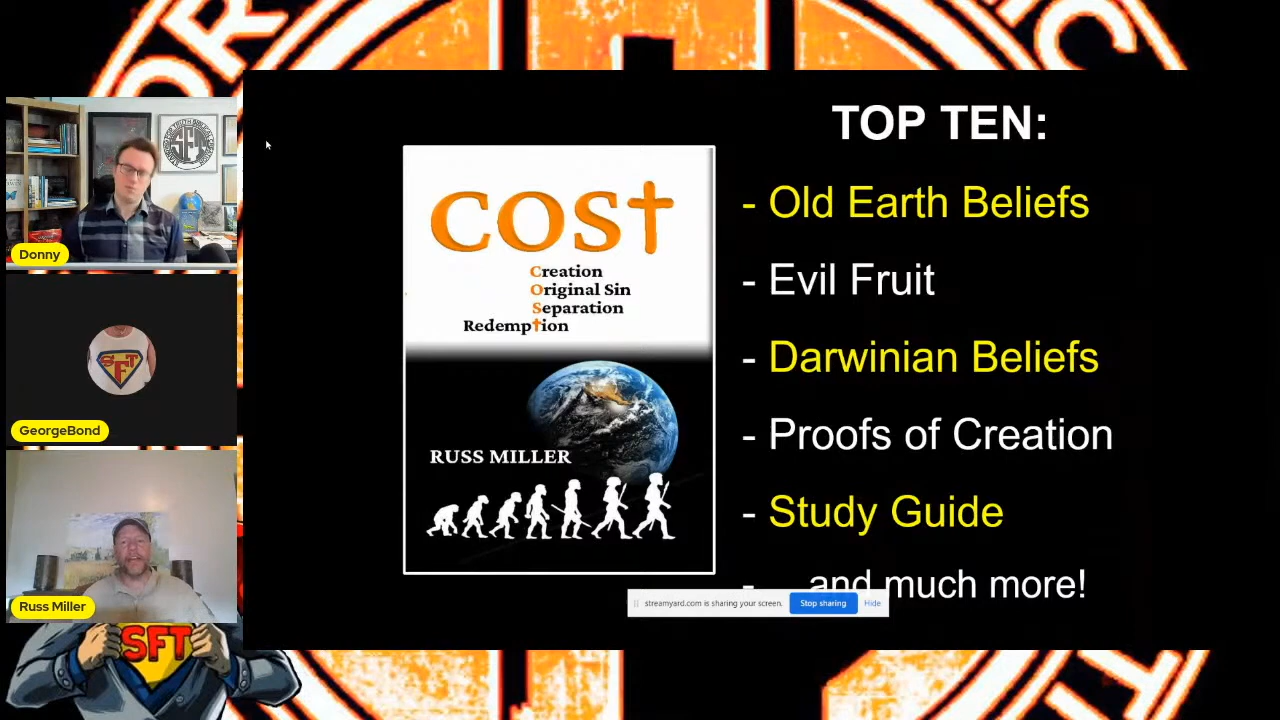 SFT
Donny
SFT
GeorgeBond
Russ Miller
SFT
COST
Creation
Original Sin
Separation
Redemption
RUSS MILLER
TOP TEN:
- Old Earth Beliefs
- Evil Fruit
- Darwinian Beliefs
- Proofs of Creation
- Study Guide
and much more!
streamyard.com is sharing your screen.
Stop sharing
Hide